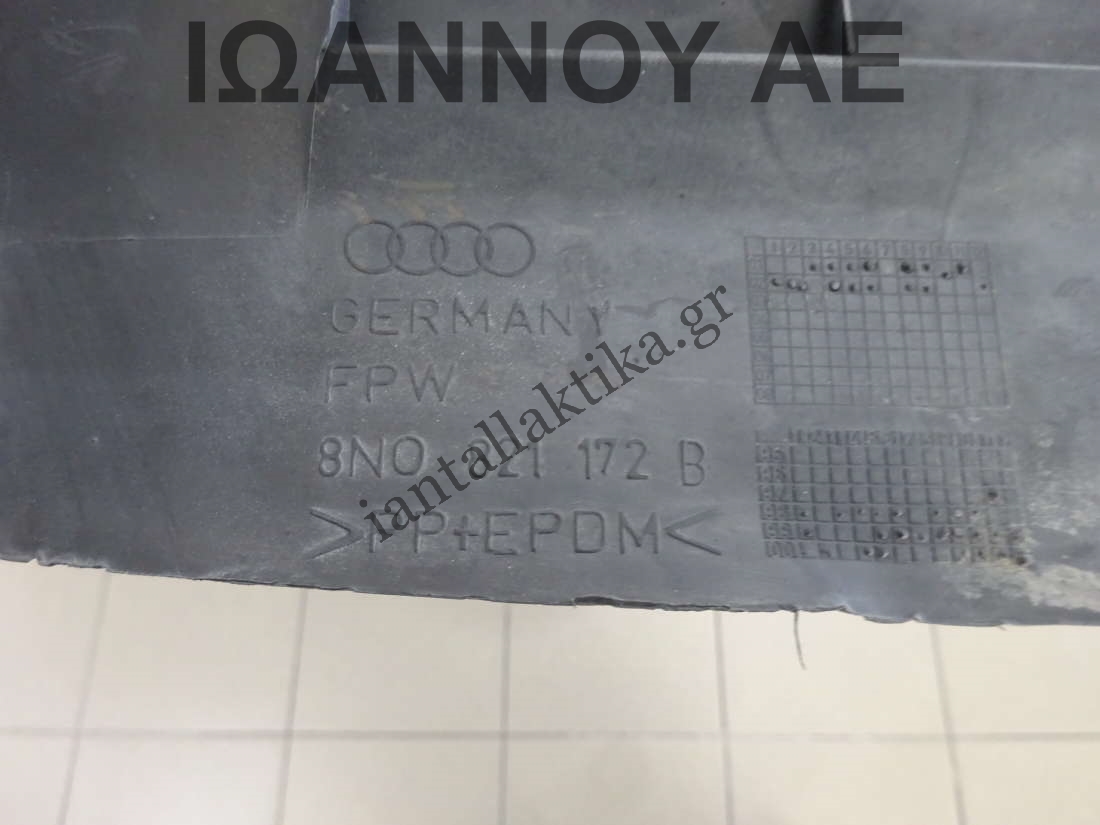 ΙΩΑΝΝΟΥ ΑΕ
GERMANY
FPW
8N0 821 172 B
>PP+EPDM<
iantallaktika.gr